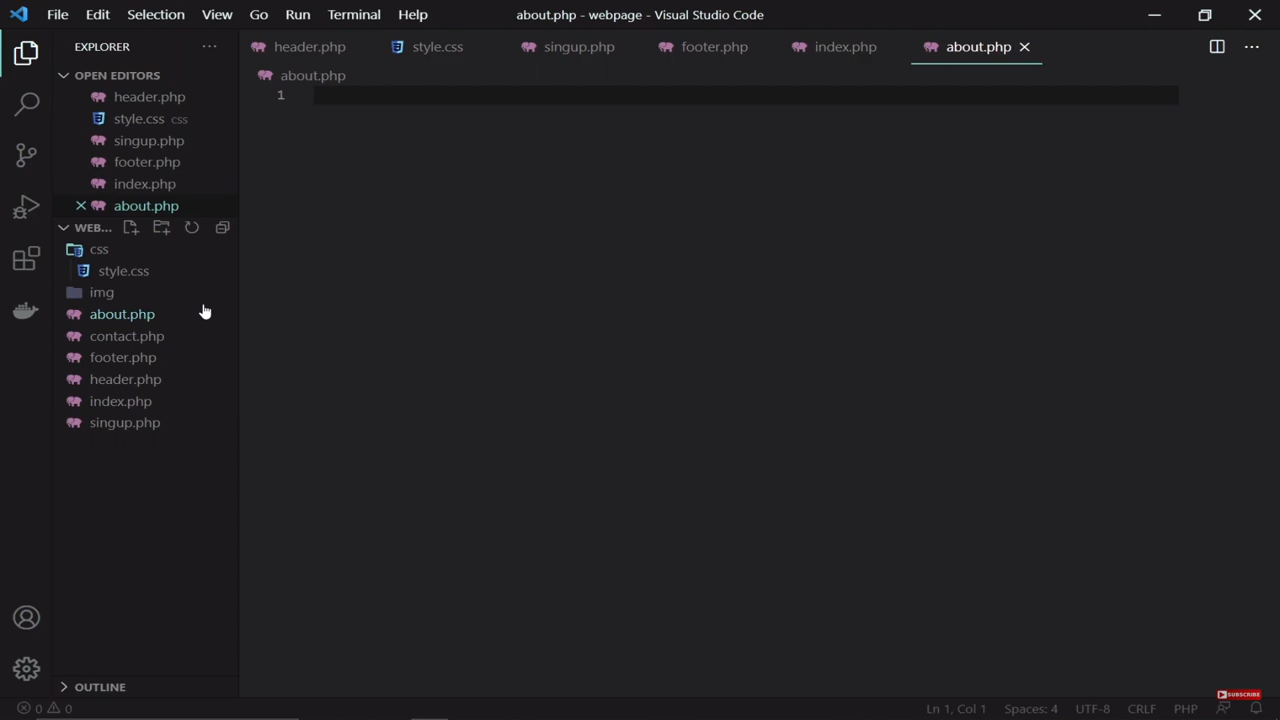 File Edit Selection View Go Run Terminal Help about.php - webpage - Visual Studio Code
EXPLORER
header.php style.css singup.php footer.php index.php about.php
OPEN EDITORS
about.php
header.php
1
style.css css
singup.php
footer.php
index.php
about.php
WEB...
css
style.css
img
about.php
contact.php
footer.php
header.php
index.php
singup.php
OUTLINE
SUBSCRIBE
0 0 Ln 1, Col 1 Spaces: 4 UTF-8 CRLF PHP